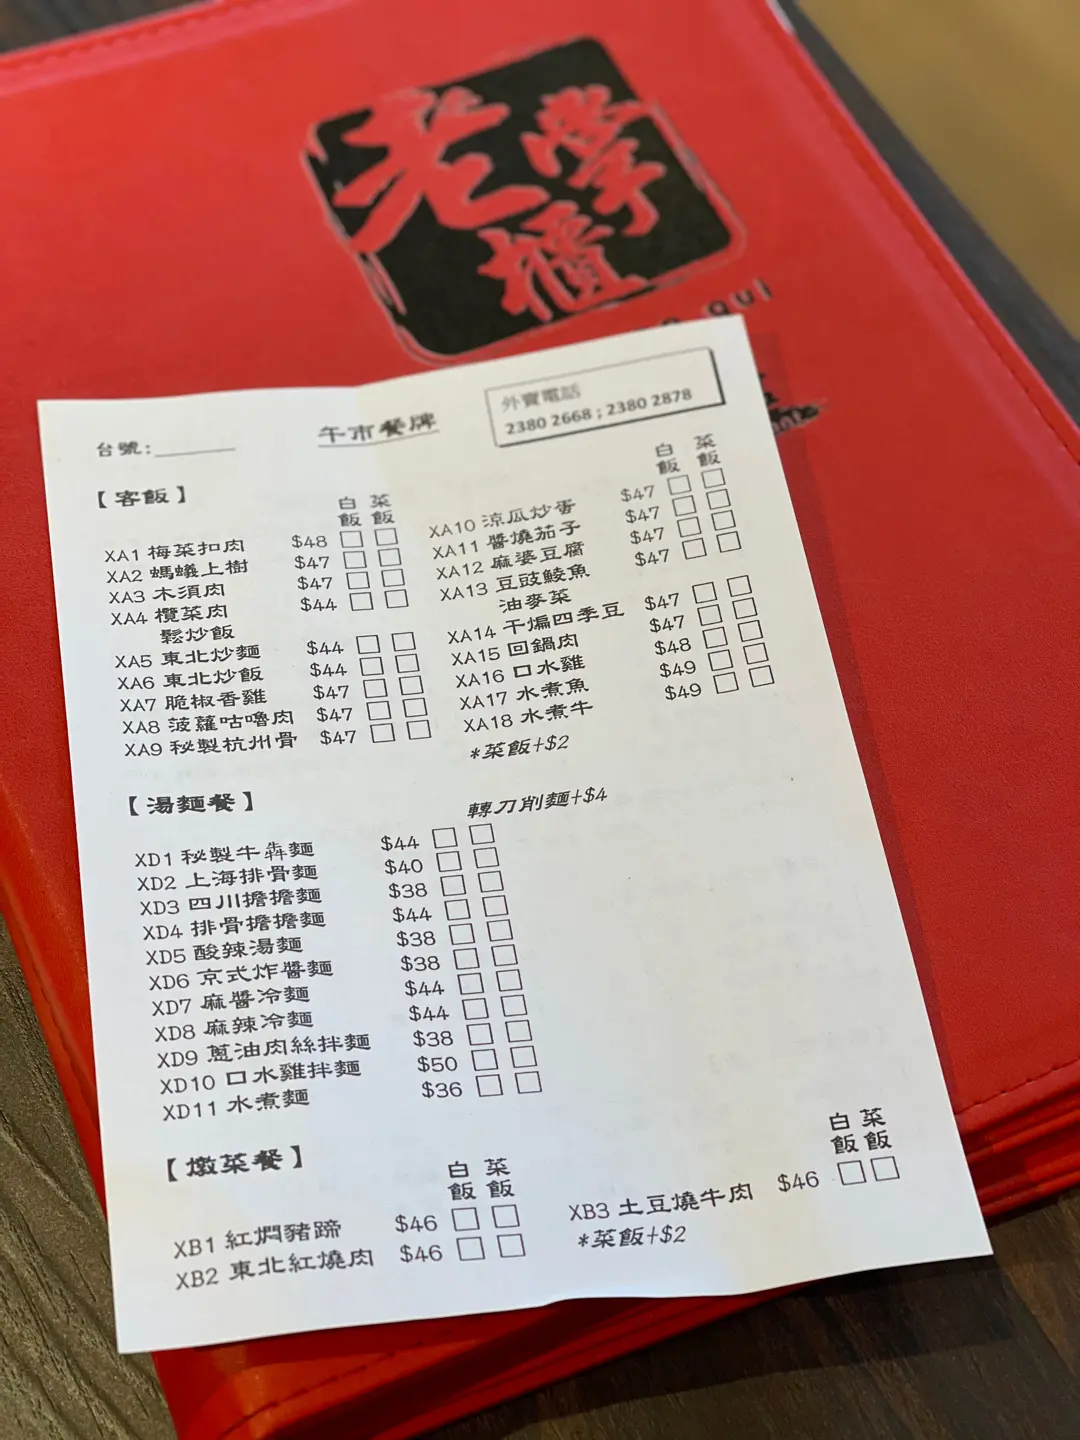 老掌櫃
gui
外賣電話
2380 2668 ; 2380 2878
午市餐牌
台號:
【客飯】
白飯 菜飯
XA1 梅菜扣肉 $48
XA2 螞蟻上樹 $47
XA3 木須肉 $47
XA4 欖菜肉鬆炒飯 $44
XA5 東北炒麵 $44
XA6 東北炒飯 $44
XA7 脆椒香雞 $47
XA8 菠蘿咕嚕肉 $47
XA9 秘製杭州骨 $47
白飯 菜飯
XA10 涼瓜炒蛋 $47
XA11 醬燒茄子 $47
XA12 麻婆豆腐 $47
XA13 豆豉鯪魚油麥菜 $47
XA14 干煸四季豆 $47
XA15 回鍋肉 $47
XA16 口水雞 $48
XA17 水煮魚 $49
XA18 水煮牛 $49
*菜飯+$2
【湯麵餐】
轉刀削麵+$4
XD1 秘製牛犇麵 $44
XD2 上海排骨麵 $40
XD3 四川擔擔麵 $38
XD4 排骨擔擔麵 $44
XD5 酸辣湯麵 $38
XD6 京式炸醬麵 $38
XD7 麻醬冷麵 $44
XD8 麻辣冷麵 $44
XD9 蔥油肉絲拌麵 $38
XD10 口水雞拌麵 $50
XD11 水煮麵 $36
【燉菜餐】
白飯 菜飯
XB1 紅燜豬蹄 $46
XB2 東北紅燒肉 $46
白飯 菜飯
XB3 土豆燒牛肉 $46
*菜飯+$2